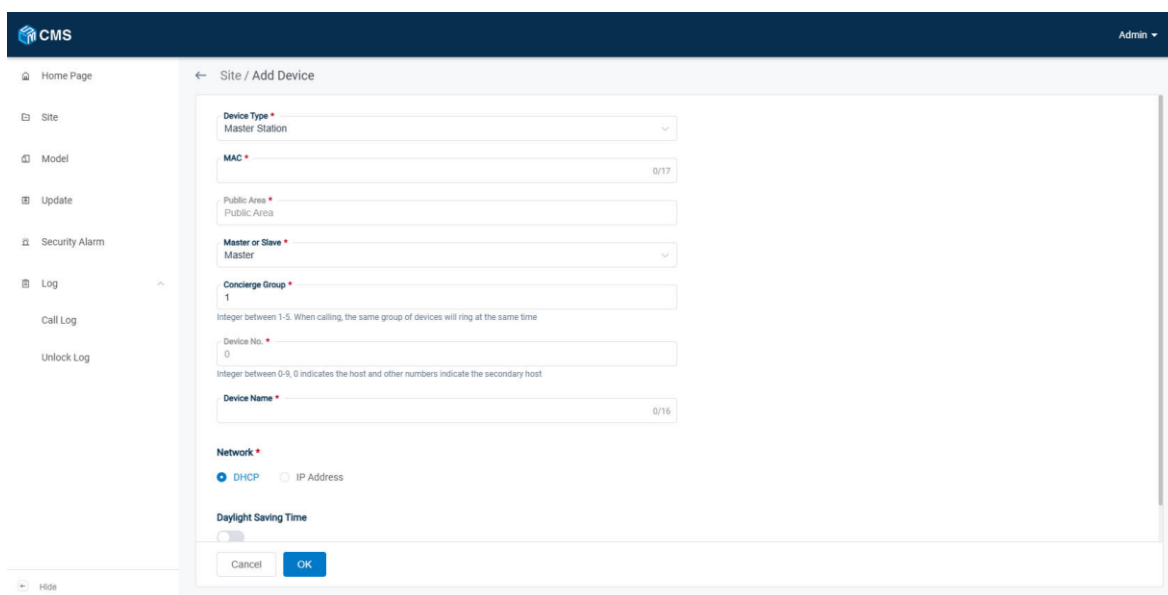 CMS
Admin
Home Page
Site / Add Device
Site
Model
Update
Security Alarm
Log
Call Log
Unlock Log
Hide
Device Type *
Master Station
MAC *
0/17
Public Area *
Public Area
Master or Slave *
Master
Concierge Group *
1
Integer between 1-5. When calling, the same group of devices will ring at the same time
Device No. *
0
Integer between 0-9, 0 indicates the host and other numbers indicate the secondary host
Device Name *
0/16
Network *
DHCP IP Address
Daylight Saving Time
Cancel OK